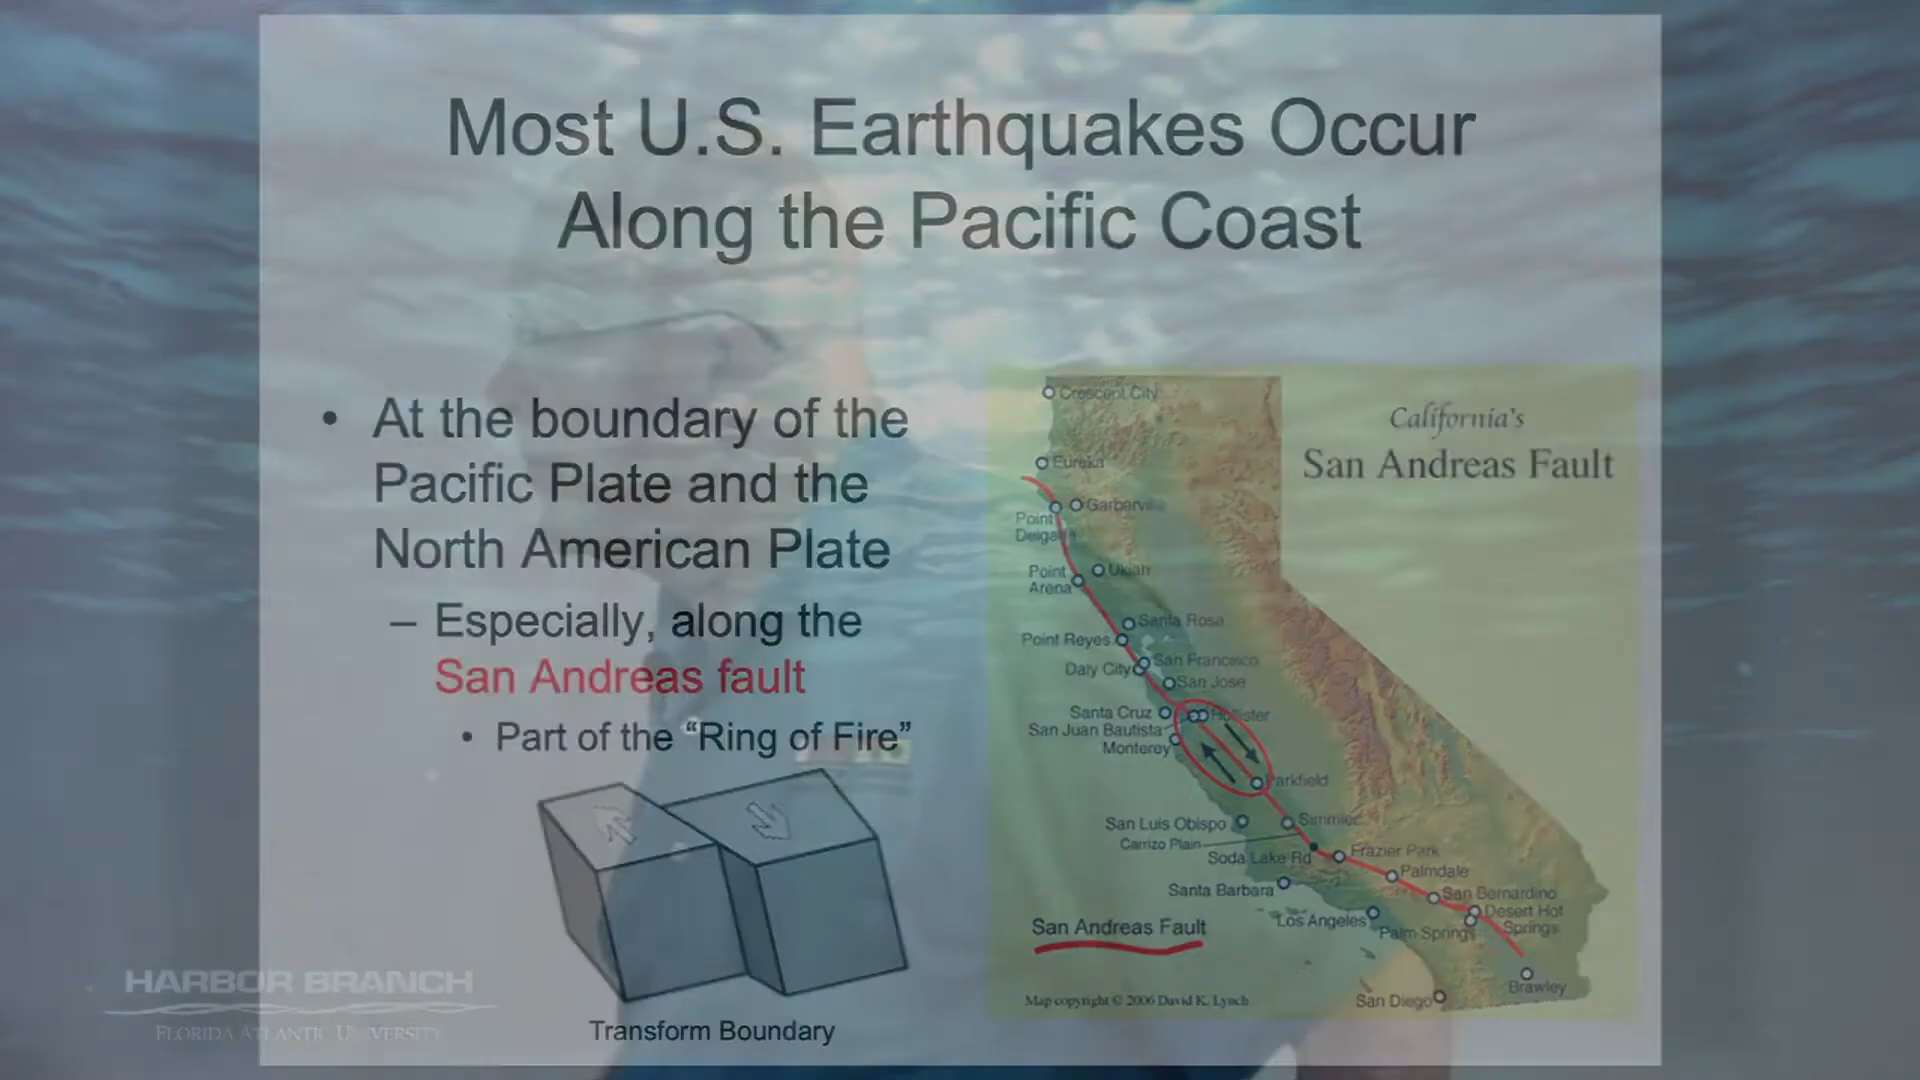 Most U.S. Earthquakes Occur
Along the Pacific Coast
• At the boundary of the
Pacific Plate and the
North American Plate
– Especially, along the
San Andreas fault
• Part of the “Ring of Fire”
Transform Boundary
California's
San Andreas Fault
Crescent City
Eureka
Garberville
Point
Delgada
Ukiah
Point
Arena
Santa Rosa
Point Reyes
San Francisco
Daly City
San Jose
Santa Cruz
Hollister
San Juan Bautista
Monterey
Parkfield
San Luis Obispo
Simmler
Carrizo Plain
Soda Lake Rd
Frazier Park
Palmdale
Santa Barbara
San Bernardino
Los Angeles
Desert Hot
Springs
Palm Springs
San Andreas Fault
Brawley
San Diego
Map copyright © 2006 David K. Lynch
HARBOR BRANCH
FLORIDA ATLANTIC UNIVERSITY